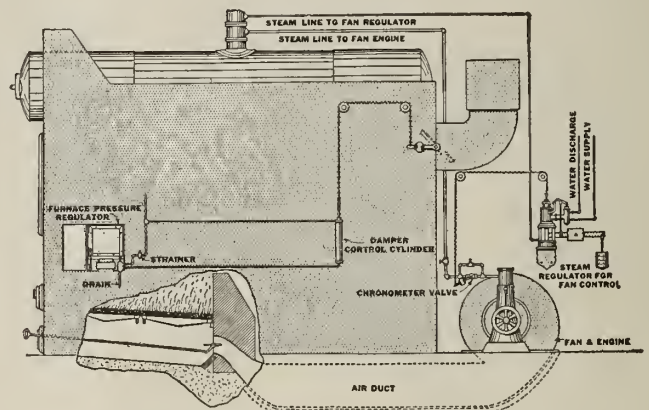 STEAM LINE TO FAN REGULATOR
STEAM LINE TO FAN ENGINE
WATER DISCHARGE
WATER SUPPLY
FURNACE PRESSURE
REGULATOR
STRAINER
DRAIN
DAMPER
CONTROL CYLINDER
STEAM
REGULATOR FOR
FAN CONTROL
CHRONOMETER VALVE
FAN & ENGINE
AIR DUCT